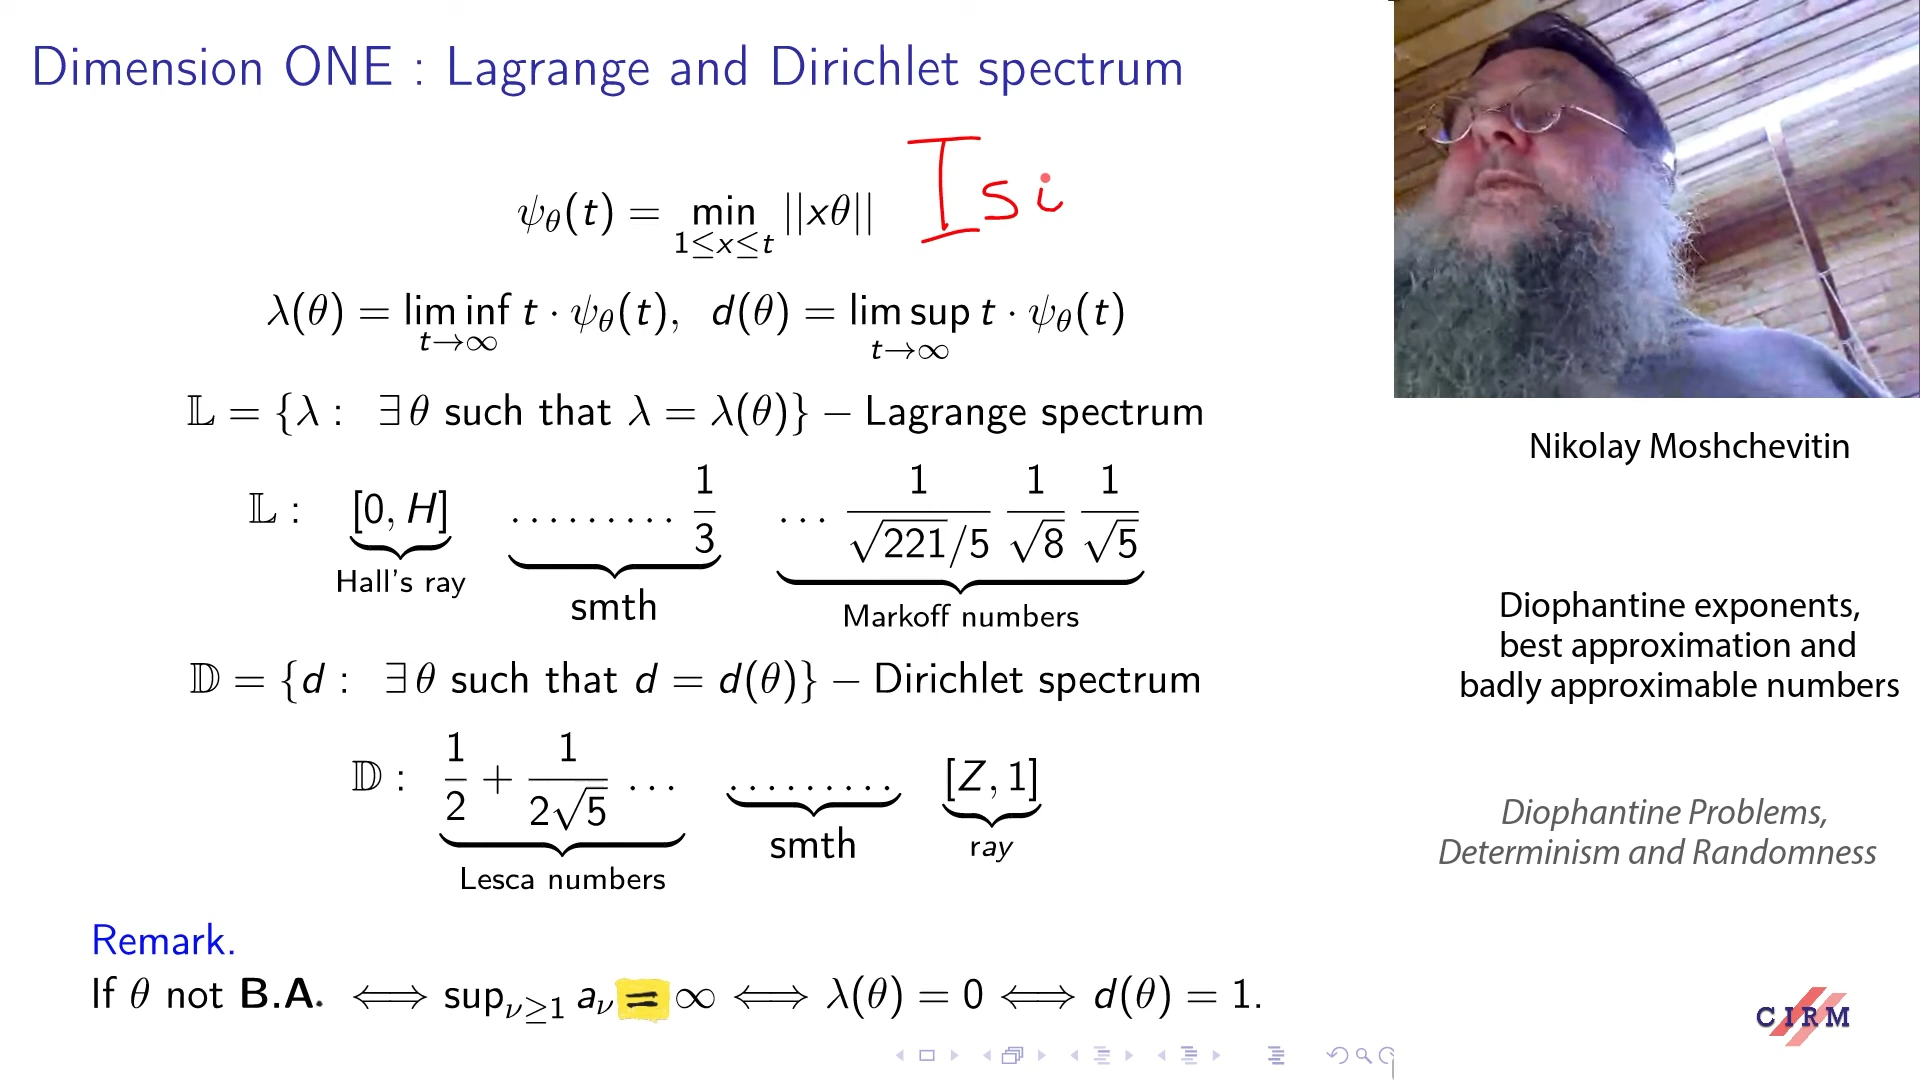 Dimension ONE : Lagrange and Dirichlet spectrum
ψ_θ(t) = min_{1≤x≤t} ||xθ|| Isi
λ(θ) = lim inf_{t→∞} t · ψ_θ(t), d(θ) = lim sup_{t→∞} t · ψ_θ(t)
𝕃 = {λ : ∃ θ such that λ = λ(θ)} − Lagrange spectrum
𝕃 : [0, H] ......... 1/3 ... 1/(√221/5) 1/√8 1/√5
Hall's ray smth Markoff numbers
𝔻 = {d : ∃ θ such that d = d(θ)} − Dirichlet spectrum
𝔻 : 1/2 + 1/(2√5) ... ......... [Z, 1]
Lesca numbers smth ray
Remark.
If θ not B.A. ⟺ sup_{ν≥1} a_ν = ∞ ⟺ λ(θ) = 0 ⟺ d(θ) = 1.
Nikolay Moshchevitin
Diophantine exponents,
best approximation and
badly approximable numbers
Diophantine Problems,
Determinism and Randomness
CIRM